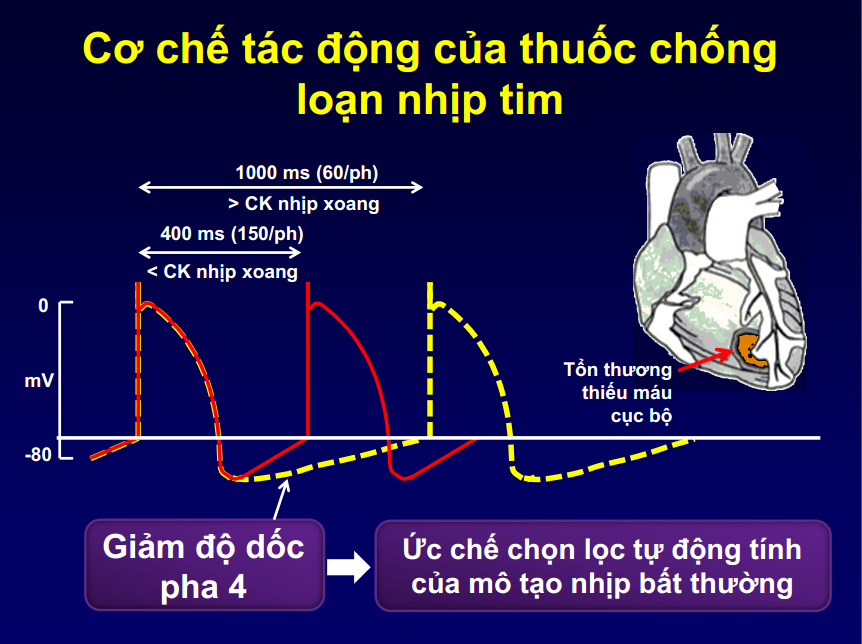 Cơ chế tác động của thuốc chống
loạn nhịp tim
1000 ms (60/ph)
> CK nhịp xoang
400 ms (150/ph)
< CK nhịp xoang
0
mV
-80
Tổn thương
thiếu máu
cục bộ
Giảm độ dốc
pha 4
Ức chế chọn lọc tự động tính
của mô tạo nhịp bất thường